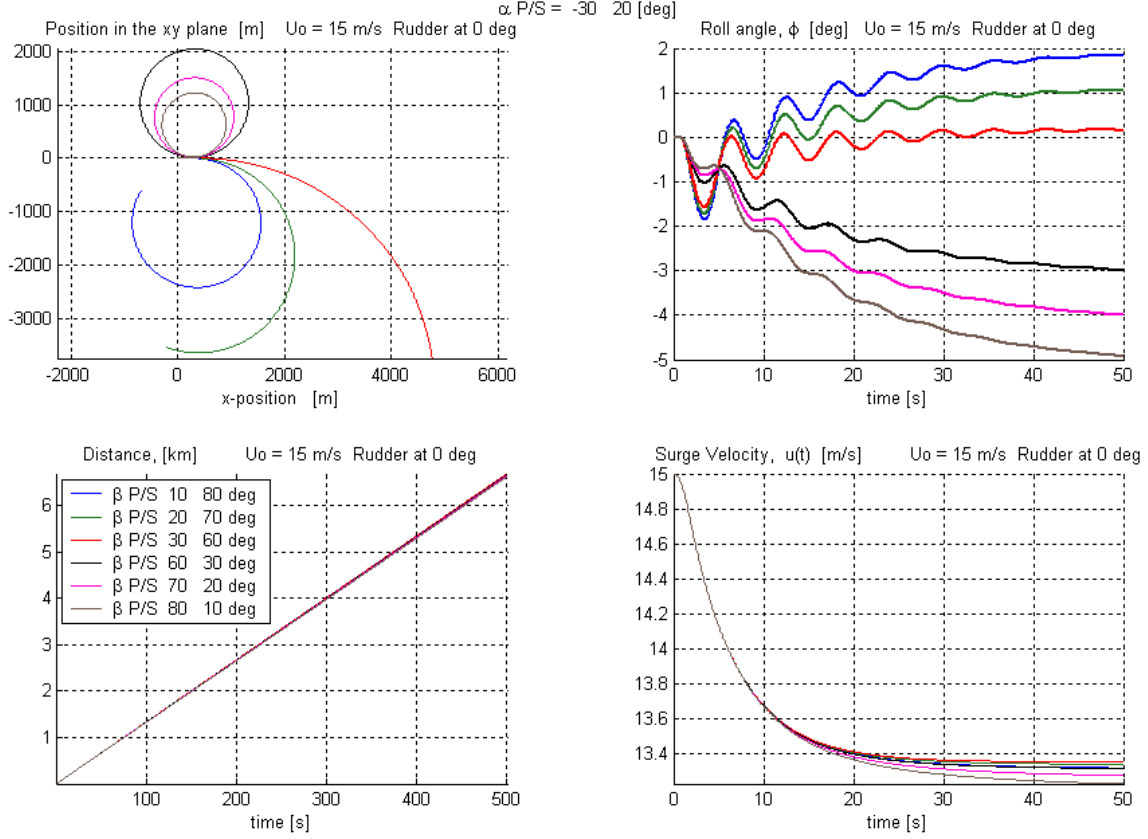 α P/S = -30 20 [deg]
Position in the xy plane [m] Uo = 15 m/s Rudder at 0 deg
2000
1000
0
-1000
-2000
-3000
-2000 0 2000 4000 6000
x-position [m]
Roll angle, ϕ [deg] Uo = 15 m/s Rudder at 0 deg
2
1
0
-1
-2
-3
-4
-5
0 10 20 30 40 50
time [s]
Distance, [km] Uo = 15 m/s Rudder at 0 deg
6
5
4
3
2
1
β P/S 10 80 deg
β P/S 20 70 deg
β P/S 30 60 deg
β P/S 60 30 deg
β P/S 70 20 deg
β P/S 80 10 deg
100 200 300 400 500
time [s]
Surge Velocity, u(t) [m/s] Uo = 15 m/s Rudder at 0 deg
15
14.8
14.6
14.4
14.2
14
13.8
13.6
13.4
0 10 20 30 40 50
time [s]